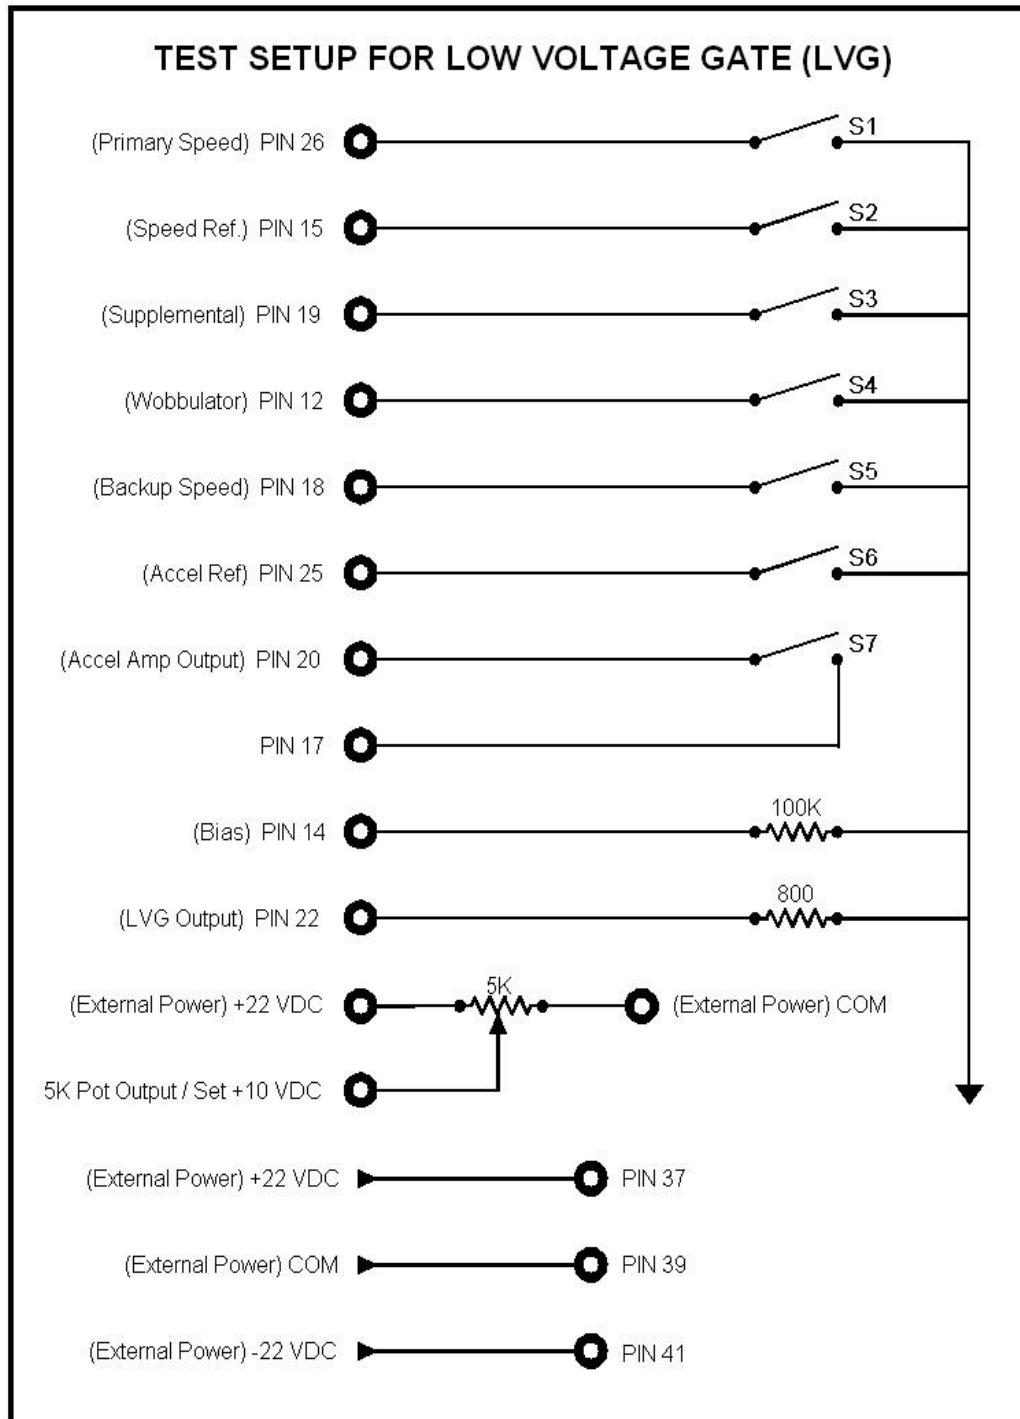 TEST SETUP FOR LOW VOLTAGE GATE (LVG)
(Primary Speed) PIN 26
S1
(Speed Ref.) PIN 15
S2
(Supplemental) PIN 19
S3
(Wobbulator) PIN 12
S4
(Backup Speed) PIN 18
S5
(Accel Ref) PIN 25
S6
(Accel Amp Output) PIN 20
S7
PIN 17
(Bias) PIN 14
100K
(LVG Output) PIN 22
800
(External Power) +22 VDC
5K
(External Power) COM
5K Pot Output / Set +10 VDC
(External Power) +22 VDC
PIN 37
(External Power) COM
PIN 39
(External Power) -22 VDC
PIN 41